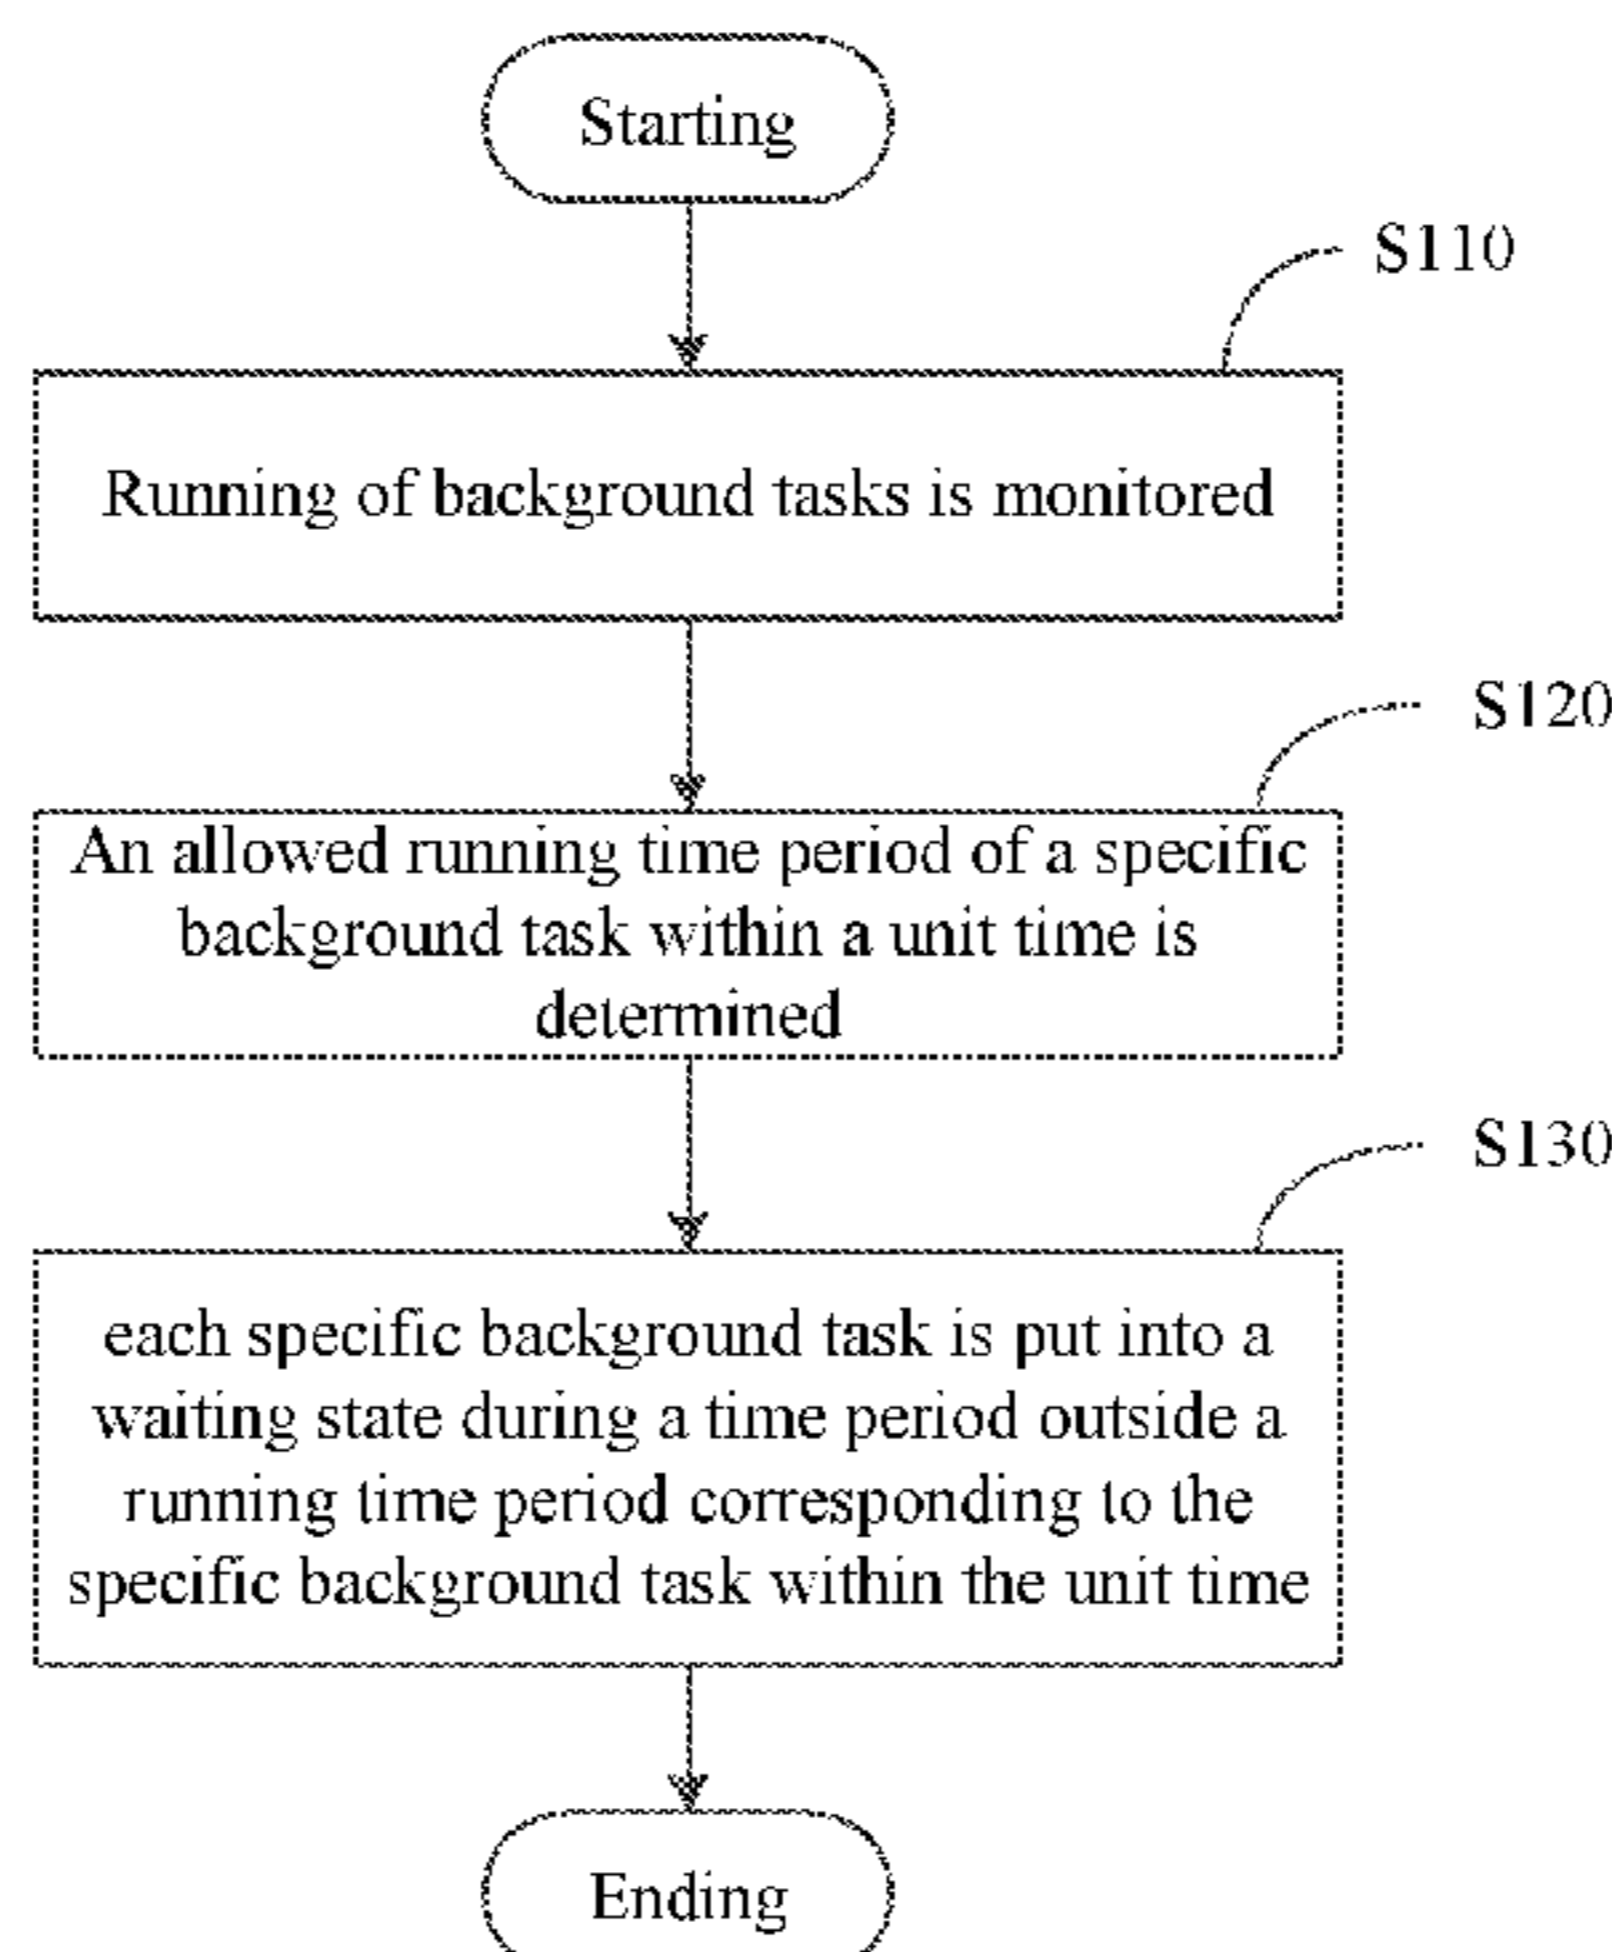 Starting
S110
Running of background tasks is monitored
S120
An allowed running time period of a specific
background task within a unit time is
determined
S130
each specific background task is put into a
waiting state during a time period outside a
running time period corresponding to the
specific background task within the unit time
Ending